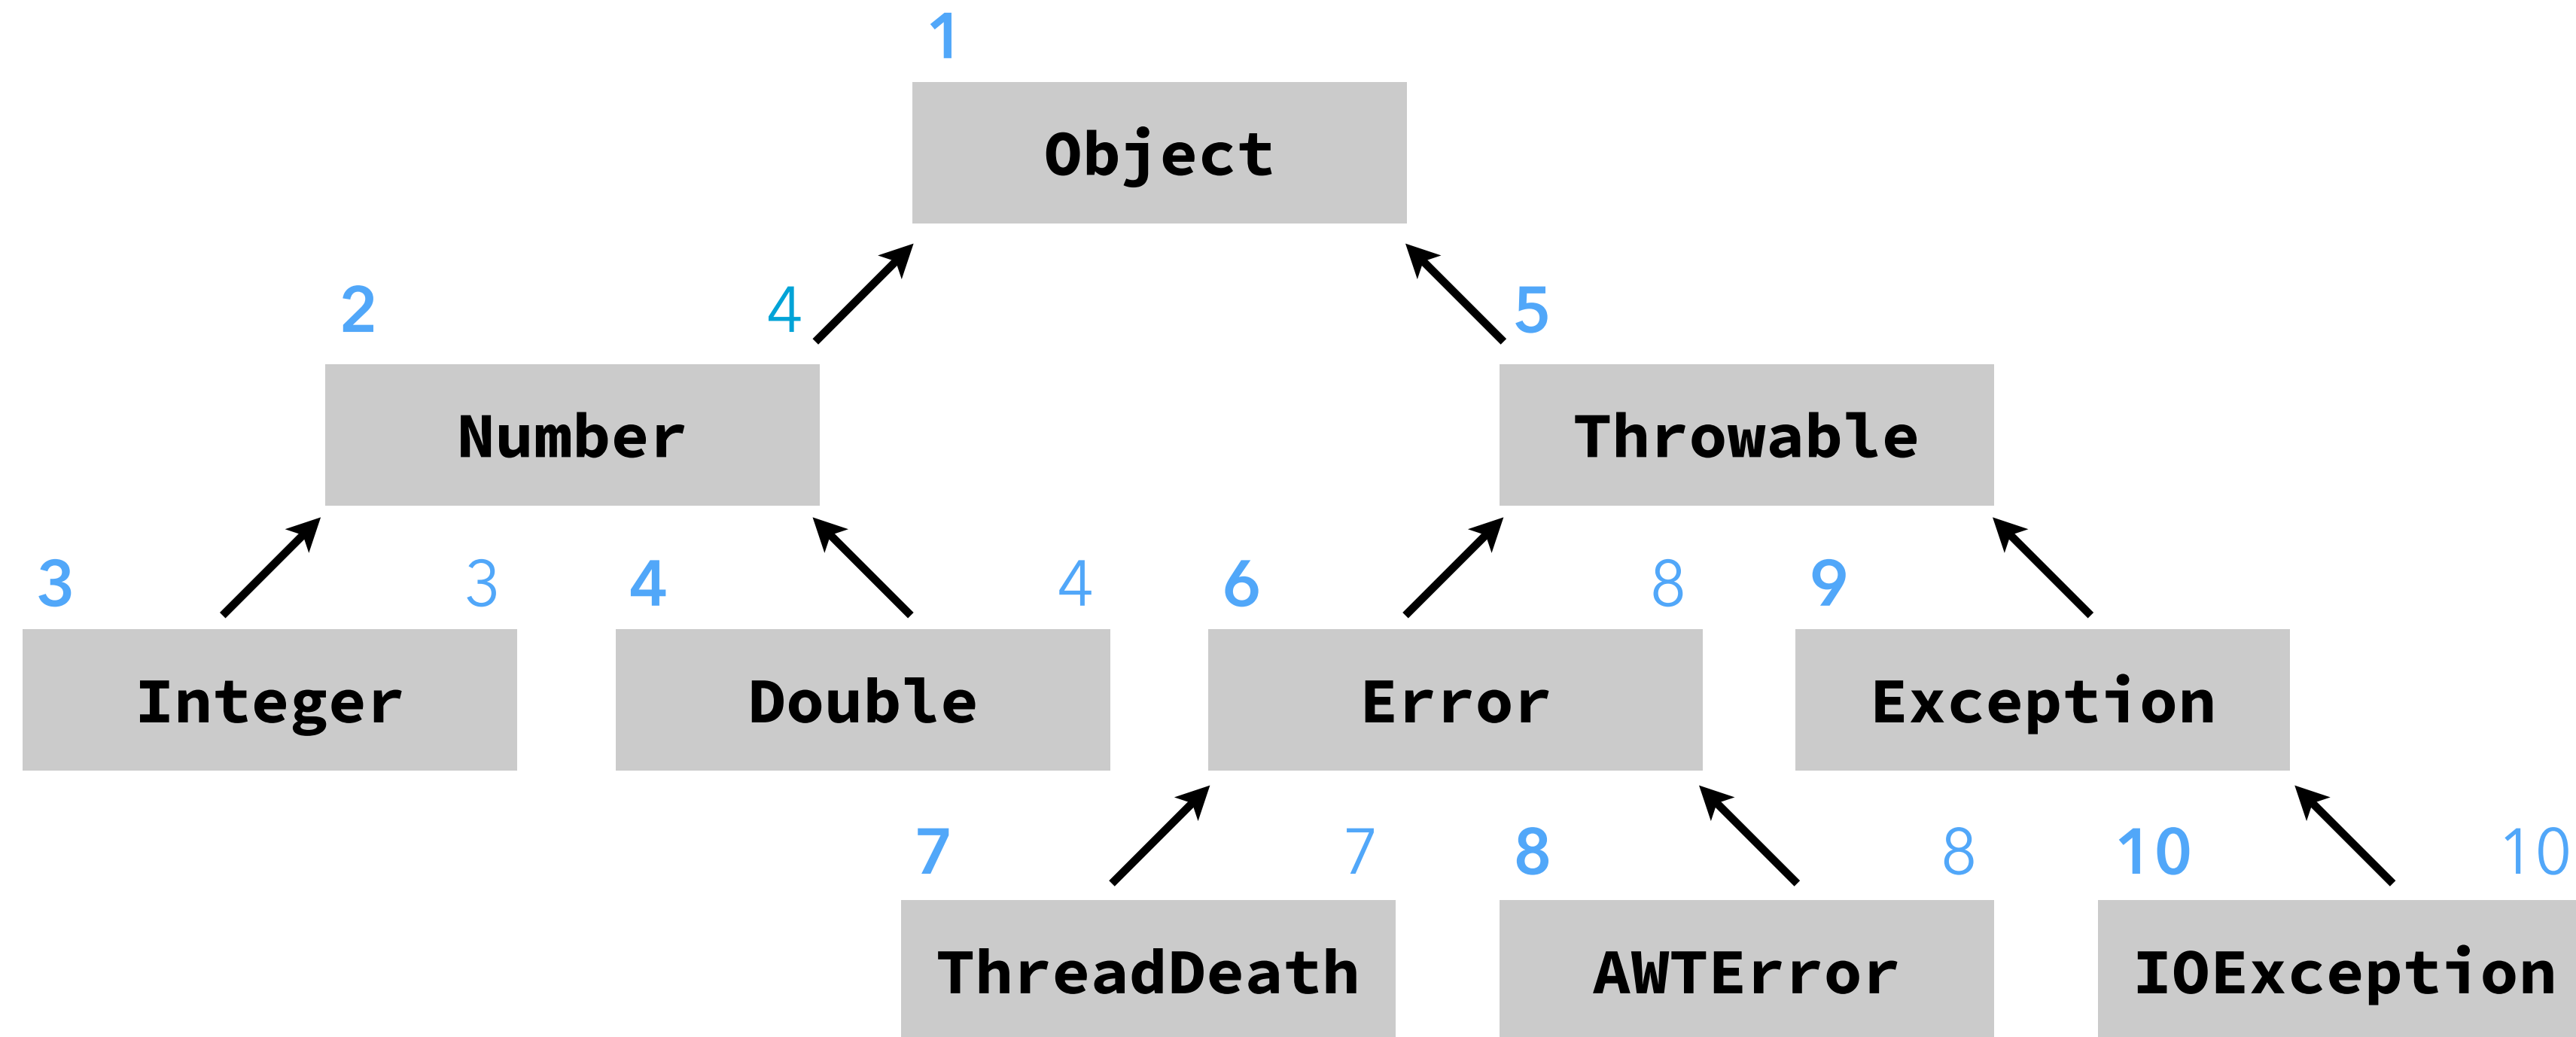 1
Object
2 4 5
Number Throwable
3 3 4 4 6 8 9
Integer Double Error Exception
7 7 8 8 10 10
ThreadDeath AWTError IOException